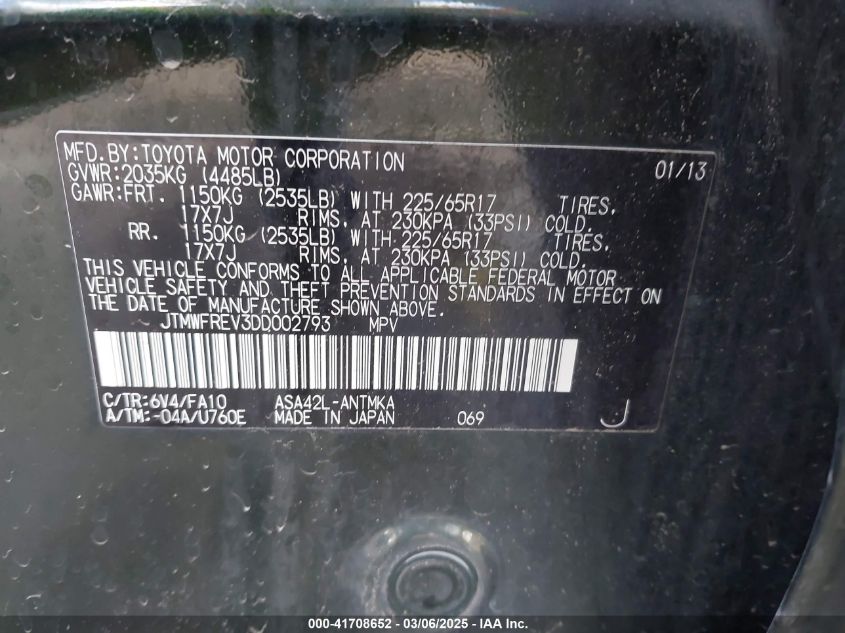 MFD.BY:TOYOTA MOTOR CORPORATION 01/13
GVWR:2035KG (4485LB)
GAWR:FRT. 1150KG (2535LB) WITH 225/65R17 TIRES,
17X7J RIMS, AT 230KPA (33PSI) COLD.
RR. 1150KG (2535LB) WITH 225/65R17 TIRES,
17X7J RIMS, AT 230KPA (33PSI) COLD.
THIS VEHICLE CONFORMS TO ALL APPLICABLE FEDERAL MOTOR
VEHICLE SAFETY AND THEFT PREVENTION STANDARDS IN EFFECT ON
THE DATE OF MANUFACTURE SHOWN ABOVE.
JTMWFREV3DD002793 MPV
C/TR:6V4/FA10 ASA42L-ANTMKA
A/TM:-04A/U760E MADE IN JAPAN 069 J
000-41708652 - 03/06/2025 - IAA Inc.